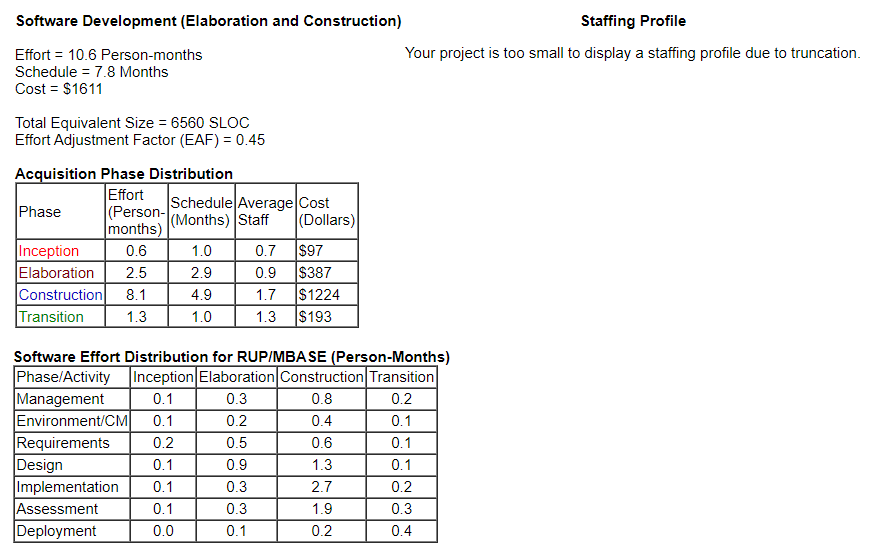 Software Development (Elaboration and Construction)
Staffing Profile
Effort = 10.6 Person-months
Schedule = 7.8 Months
Cost = $1611
Your project is too small to display a staffing profile due to truncation.
Total Equivalent Size = 6560 SLOC
Effort Adjustment Factor (EAF) = 0.45
Acquisition Phase Distribution
Phase Effort (Person-months) Schedule (Months) Average Staff Cost (Dollars)
Inception 0.6 1.0 0.7 $97
Elaboration 2.5 2.9 0.9 $387
Construction 8.1 4.9 1.7 $1224
Transition 1.3 1.0 1.3 $193
Software Effort Distribution for RUP/MBASE (Person-Months)
Phase/Activity Inception Elaboration Construction Transition
Management 0.1 0.3 0.8 0.2
Environment/CM 0.1 0.2 0.4 0.1
Requirements 0.2 0.5 0.6 0.1
Design 0.1 0.9 1.3 0.1
Implementation 0.1 0.3 2.7 0.2
Assessment 0.1 0.3 1.9 0.3
Deployment 0.0 0.1 0.2 0.4